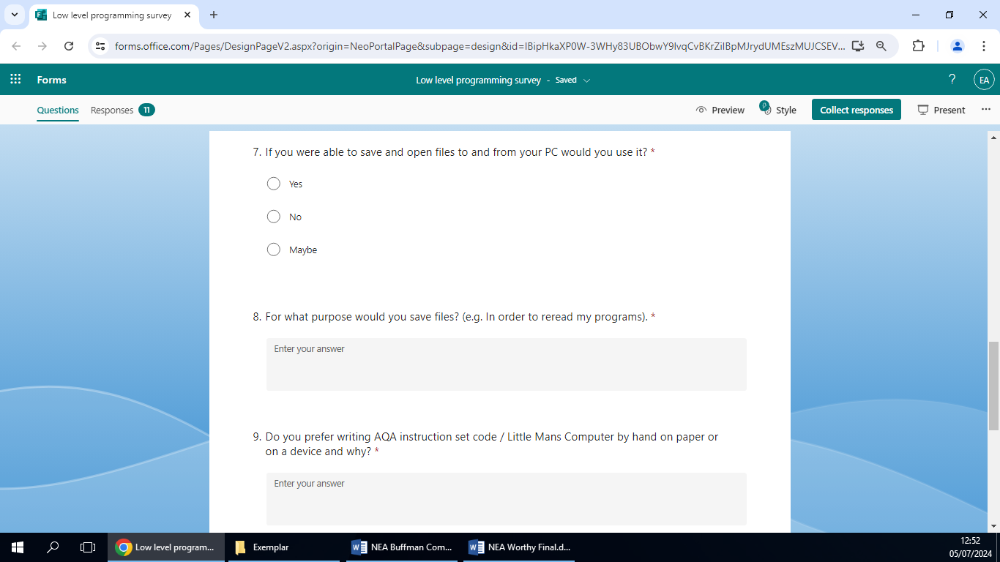 Low level programming survey
forms.office.com/Pages/DesignPageV2.aspx?origin=NeoPortalPage&subpage=design&id=IBipHkaXP0W-3WHy83UBObwY9lvqCvBKrZilBpMJrydUMEszMUJCSEV...
Forms
Low level programming survey - Saved
?
EA
Questions
Responses 11
Preview
Style
Collect responses
Present
...
7. If you were able to save and open files to and from your PC would you use it? *
Yes
No
Maybe
8. For what purpose would you save files? (e.g. In order to reread my programs). *
Enter your answer
9. Do you prefer writing AQA instruction set code / Little Mans Computer by hand on paper or
on a device and why? *
Enter your answer
Low level program...
Exemplar
NEA Buffman Com...
NEA Worthy Final.d...
12:52
05/07/2024